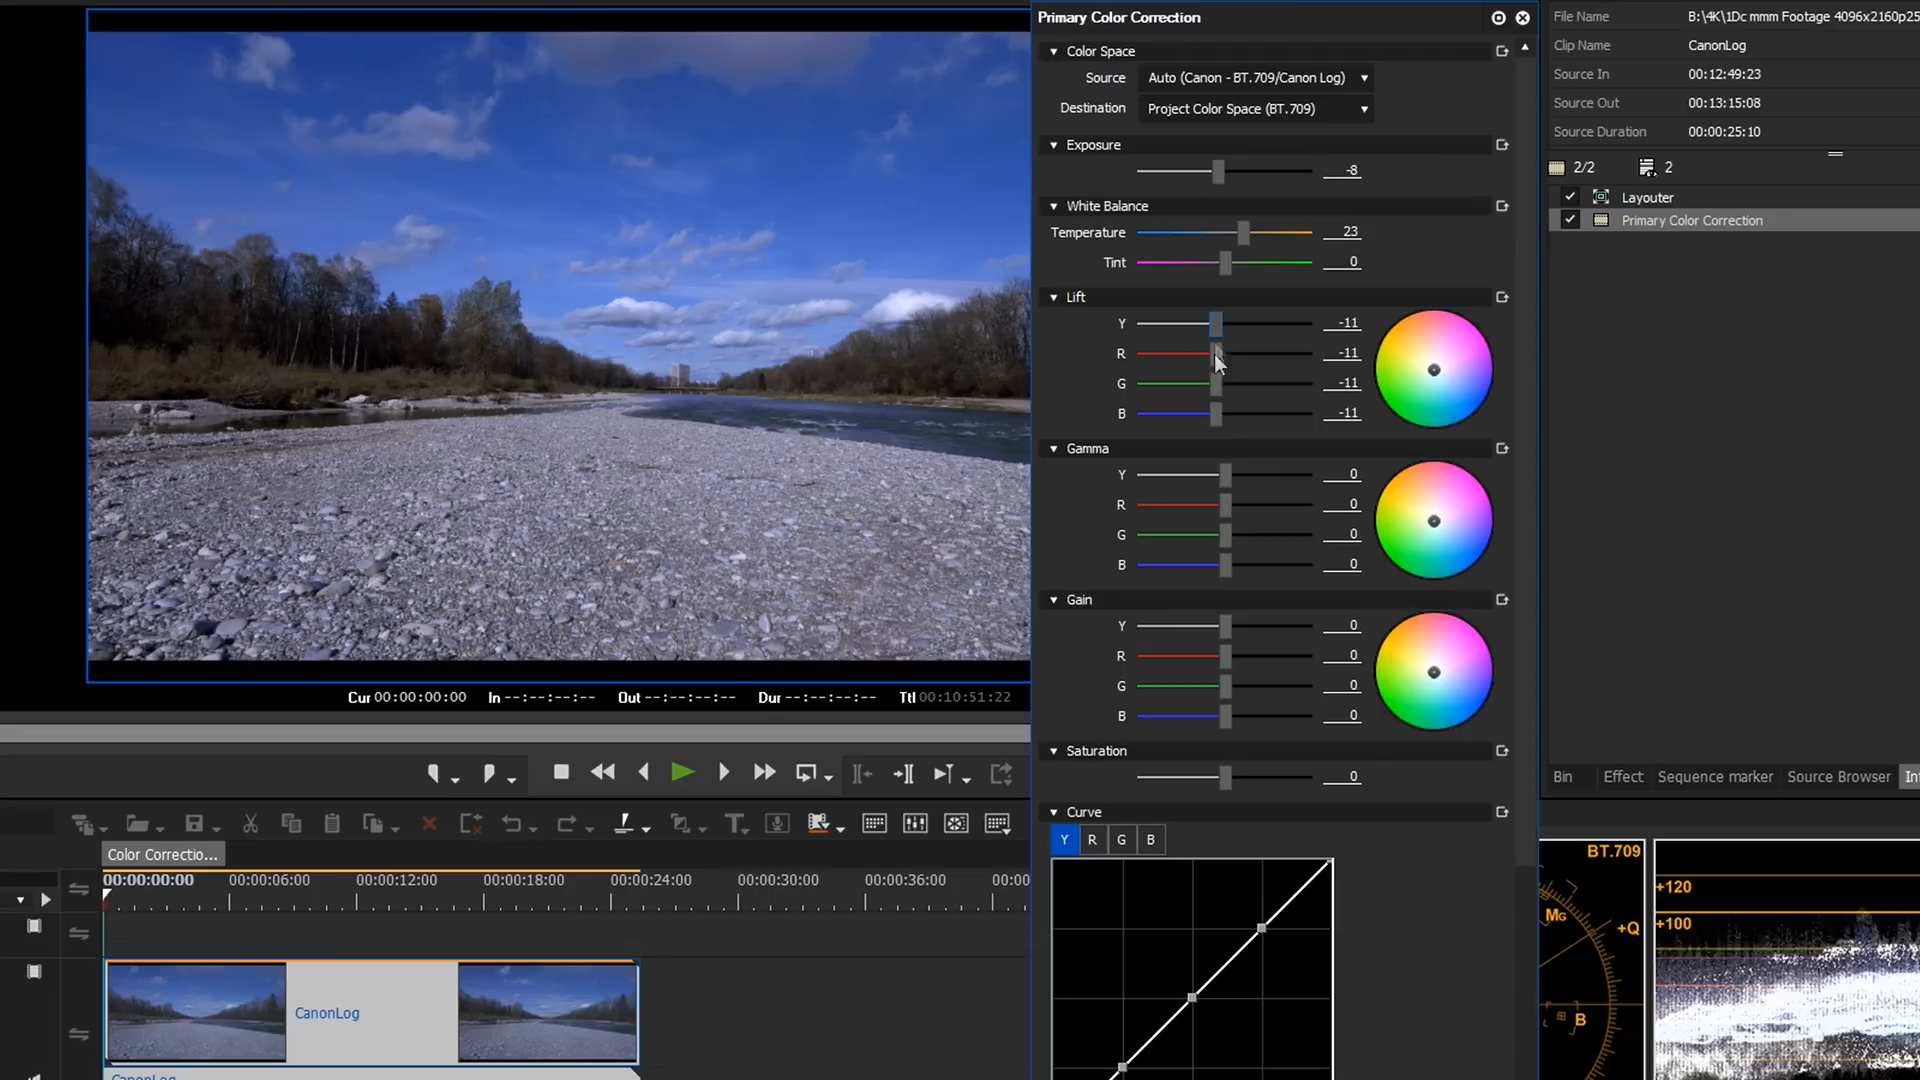 Primary Color Correction
Color Space
Source Auto (Canon - BT.709/Canon Log)
Destination Project Color Space (BT.709)
Exposure
-8
White Balance
Temperature 23
Tint 0
Lift
Y -11
R -11
G -11
B -11
Gamma
Y 0
R 0
G 0
B 0
Gain
Y 0
R 0
G 0
B 0
Saturation
0
Curve
Y R G B
File Name B:\4K\1Dc mmm Footage 4096x2160p25
Clip Name CanonLog
Source In 00:12:49:23
Source Out 00:13:15:08
Source Duration 00:00:25:10
2/2 2
Layouter
Primary Color Correction
Bin Effect Sequence marker Source Browser
Cur 00:00:00:00 In --:--:--:-- Out --:--:--:-- Dur --:--:--:-- Ttl 00:10:51:22
Color Correctio...
00:00:00:00 00:00:06:00 00:00:12:00 00:00:18:00 00:00:24:00 00:00:30:00 00:00:36:00 00:00
CanonLog
CanonLog
BT.709
MG
+Q
B
+120
+100